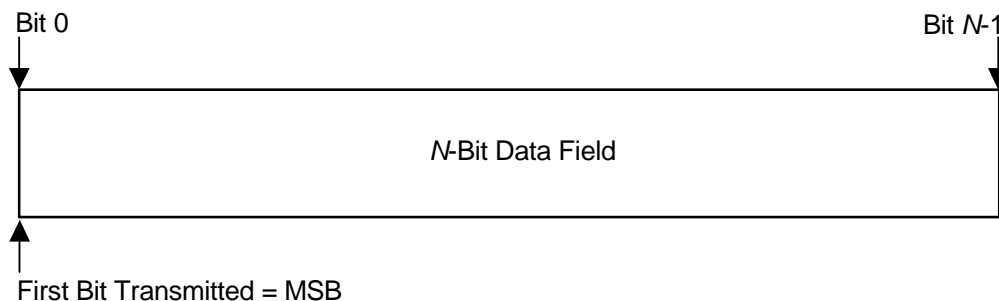 Bit 0
Bit N-1
N-Bit Data Field
First Bit Transmitted = MSB